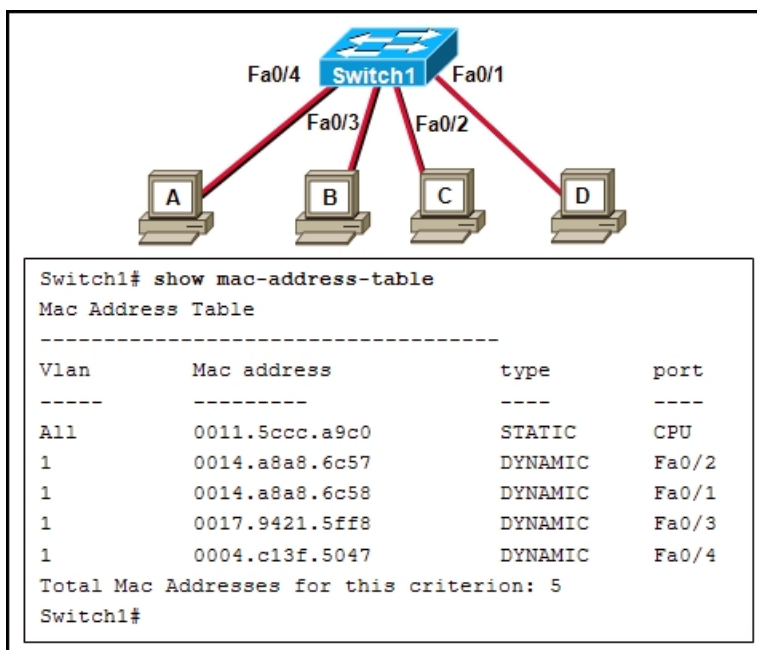 Fa0/4 Switch1 Fa0/1
Fa0/3 Fa0/2
A B C D
Switch1# show mac-address-table
Mac Address Table
------------------------------------
Vlan Mac address type port
----- --------- ---- ----
All 0011.5ccc.a9c0 STATIC CPU
1 0014.a8a8.6c57 DYNAMIC Fa0/2
1 0014.a8a8.6c58 DYNAMIC Fa0/1
1 0017.9421.5ff8 DYNAMIC Fa0/3
1 0004.c13f.5047 DYNAMIC Fa0/4
Total Mac Addresses for this criterion: 5
Switch1#